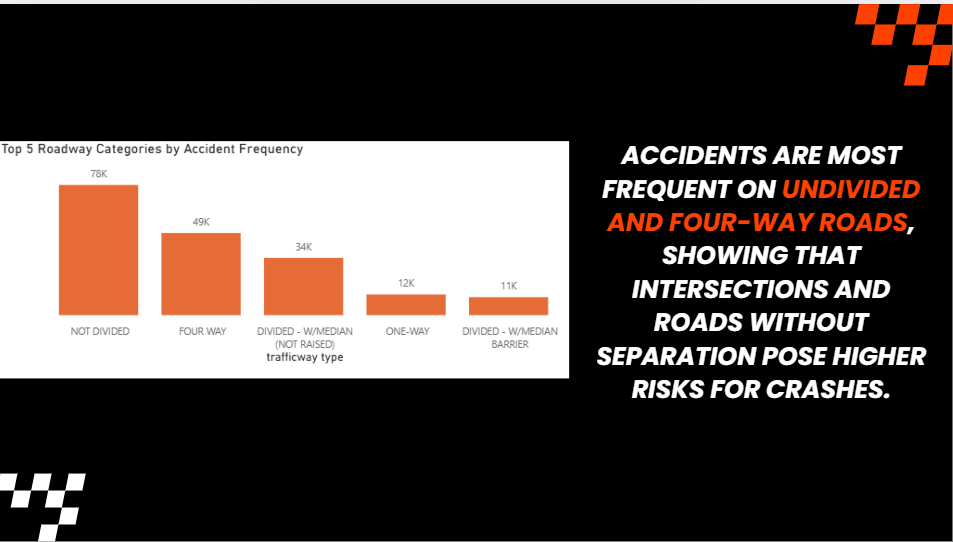 Top 5 Roadway Categories by Accident Frequency
78K
49K
34K
12K
11K
NOT DIVIDED
FOUR WAY
DIVIDED - W/MEDIAN
(NOT RAISED)
ONE-WAY
DIVIDED - W/MEDIAN
BARRIER
trafficway type
ACCIDENTS ARE MOST
FREQUENT ON UNDIVIDED
AND FOUR-WAY ROADS,
SHOWING THAT
INTERSECTIONS AND
ROADS WITHOUT
SEPARATION POSE HIGHER
RISKS FOR CRASHES.